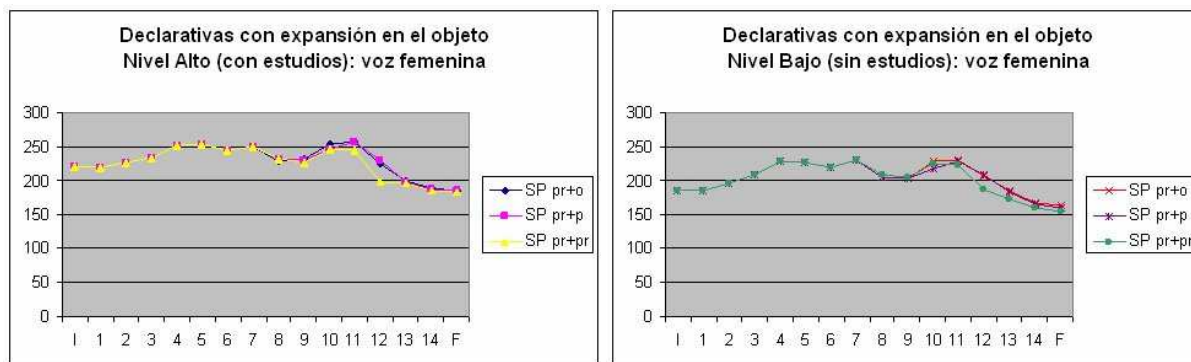 Declarativas con expansión en el objeto
Nivel Alto (con estudios): voz femenina
300
250
200
150
100
50
0
I 1 2 3 4 5 6 7 8 9 10 11 12 13 14 F
SP pr+o
SP pr+p
SP pr+pr
Declarativas con expansión en el objeto
Nivel Bajo (sin estudios): voz femenina
300
250
200
150
100
50
0
I 1 2 3 4 5 6 7 8 9 10 11 12 13 14 F
SP pr+o
SP pr+p
SP pr+pr